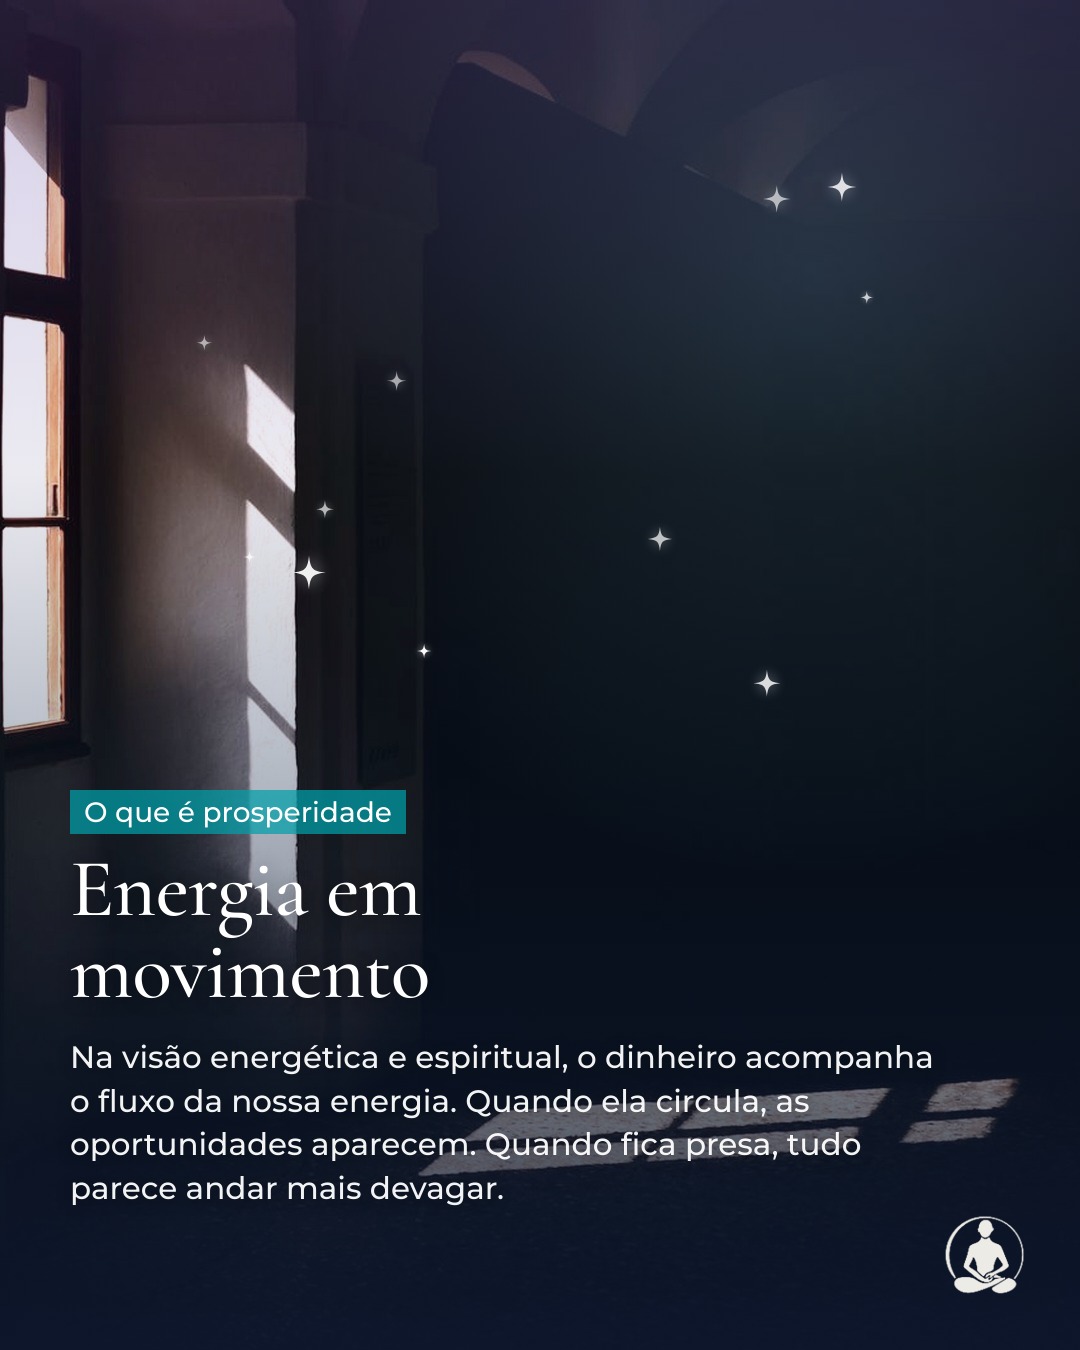 O que é prosperidade
Energia em
movimento
Na visão energética e espiritual, o dinheiro acompanha
o fluxo da nossa energia. Quando ela circula, as
oportunidades aparecem. Quando fica presa, tudo
parece andar mais devagar.